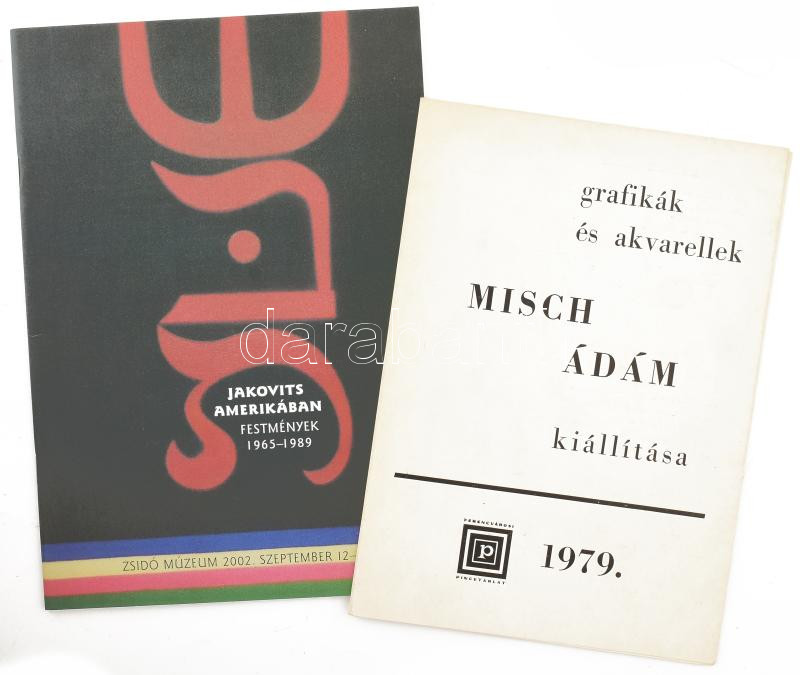 JAKOVITS
AMERIKÁBAN
FESTMÉNYEK
1965–1989
ZSIDÓ MÚZEUM 2002. SZEPTEMBER 12–
grafikák
és akvarellek
MISCH
ÁDÁM
kiállítása
FERENCVÁROSI
P
PINCETÁRLAT
1979.